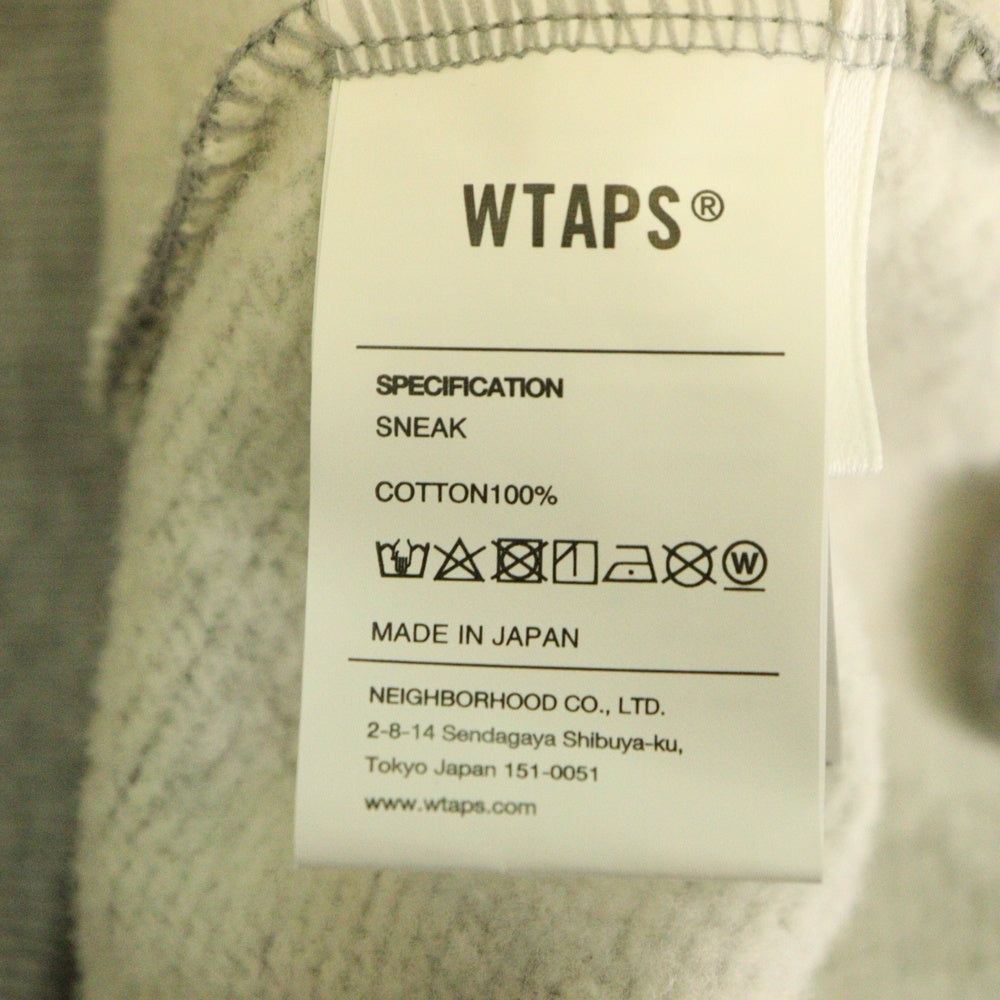 WTAPS®
SPECIFICATION
SNEAK
COTTON100%
W
MADE IN JAPAN
NEIGHBORHOOD CO., LTD.
2-8-14 Sendagaya Shibuya-ku,
Tokyo Japan 151-0051
www.wtaps.com